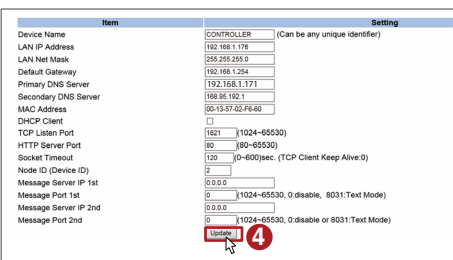 Item Setting
Device Name CONTROLLER (Can be any unique identifier)
LAN IP Address 192.168.1.176
LAN Net Mask 255.255.255.0
Default Gateway 192.168.1.254
Primary DNS Server 192.168.1.171
Secondary DNS Server 168.95.192.1
MAC Address 00-13-57-02-F6-60
DHCP Client
TCP Listen Port 1621 (1024~65530)
HTTP Server Port 80 (80~65530)
Socket Timeout 120 (0~600)sec. (TCP Client Keep Alive:0)
Node ID (Device ID) 2
Message Server IP 1st 0.0.0.0
Message Port 1st 0 (1024~65530, 0:disable, 8031:Text Mode)
Message Server IP 2nd 0.0.0.0
Message Port 2nd 0 (1024~65530, 0:disable or 8031:Text Mode)
Update 4